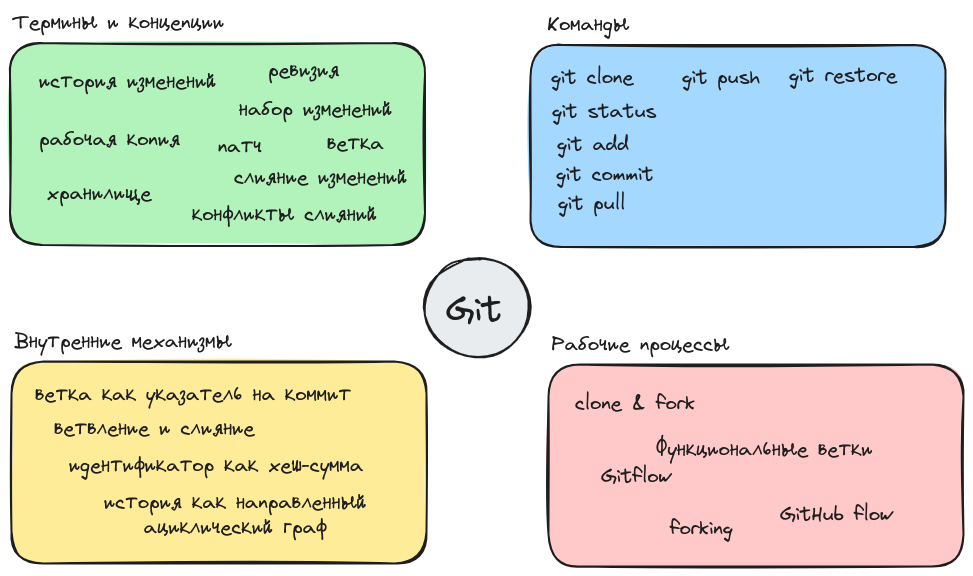 Термины и концепции
история изменений
ревизия
набор изменений
рабочая копия
патч
ветка
слияние изменений
хранилище
конфликты слияний
Команды
git clone
git push
git restore
git status
git add
git commit
git pull
Git
Внутренние механизмы
ветка как указатель на коммит
ветвление и слияние
идентификатор как хеш-сумма
история как направленный
ациклический граф
Рабочие процессы
clone & fork
функциональные ветки
Gitflow
GitHub flow
forking